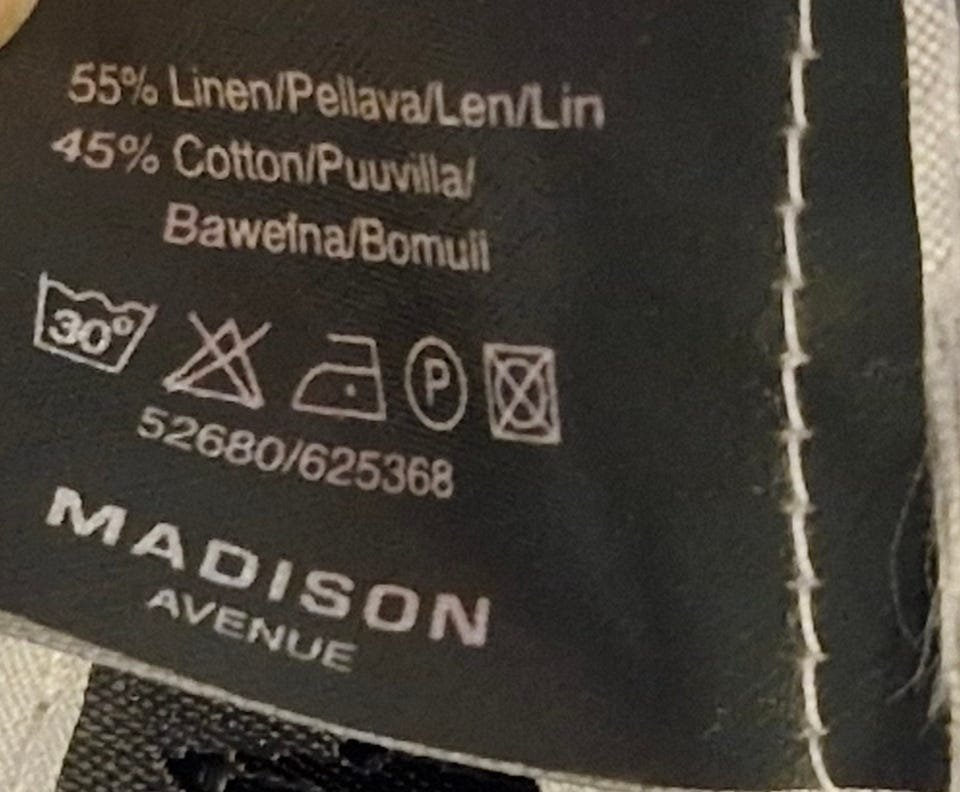 55% Linen/Pellava/Len/Lin
45% Cotton/Puuvilla/
Bawełna/Bomull
30° P
52680/625368
MADISON
AVENUE